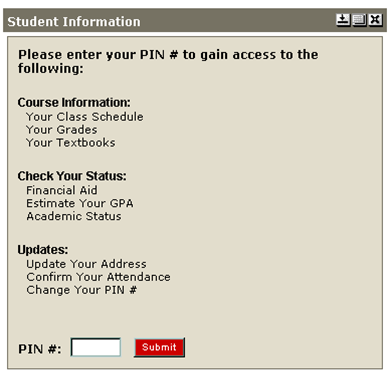 Student Information
Please enter your PIN # to gain access to the
following:
Course Information:
Your Class Schedule
Your Grades
Your Textbooks
Check Your Status:
Financial Aid
Estimate Your GPA
Academic Status
Updates:
Update Your Address
Confirm Your Attendance
Change Your PIN #
PIN #: Submit